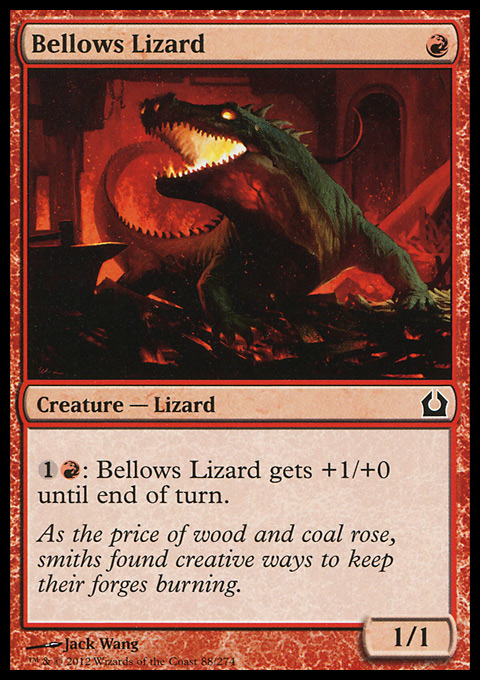 Bellows Lizard
Creature — Lizard
1: Bellows Lizard gets +1/+0
until end of turn.
As the price of wood and coal rose,
smiths found creative ways to keep
their forges burning.
1/1
Jack Wang
™ & © 2012 Wizards of the Coast 88/274